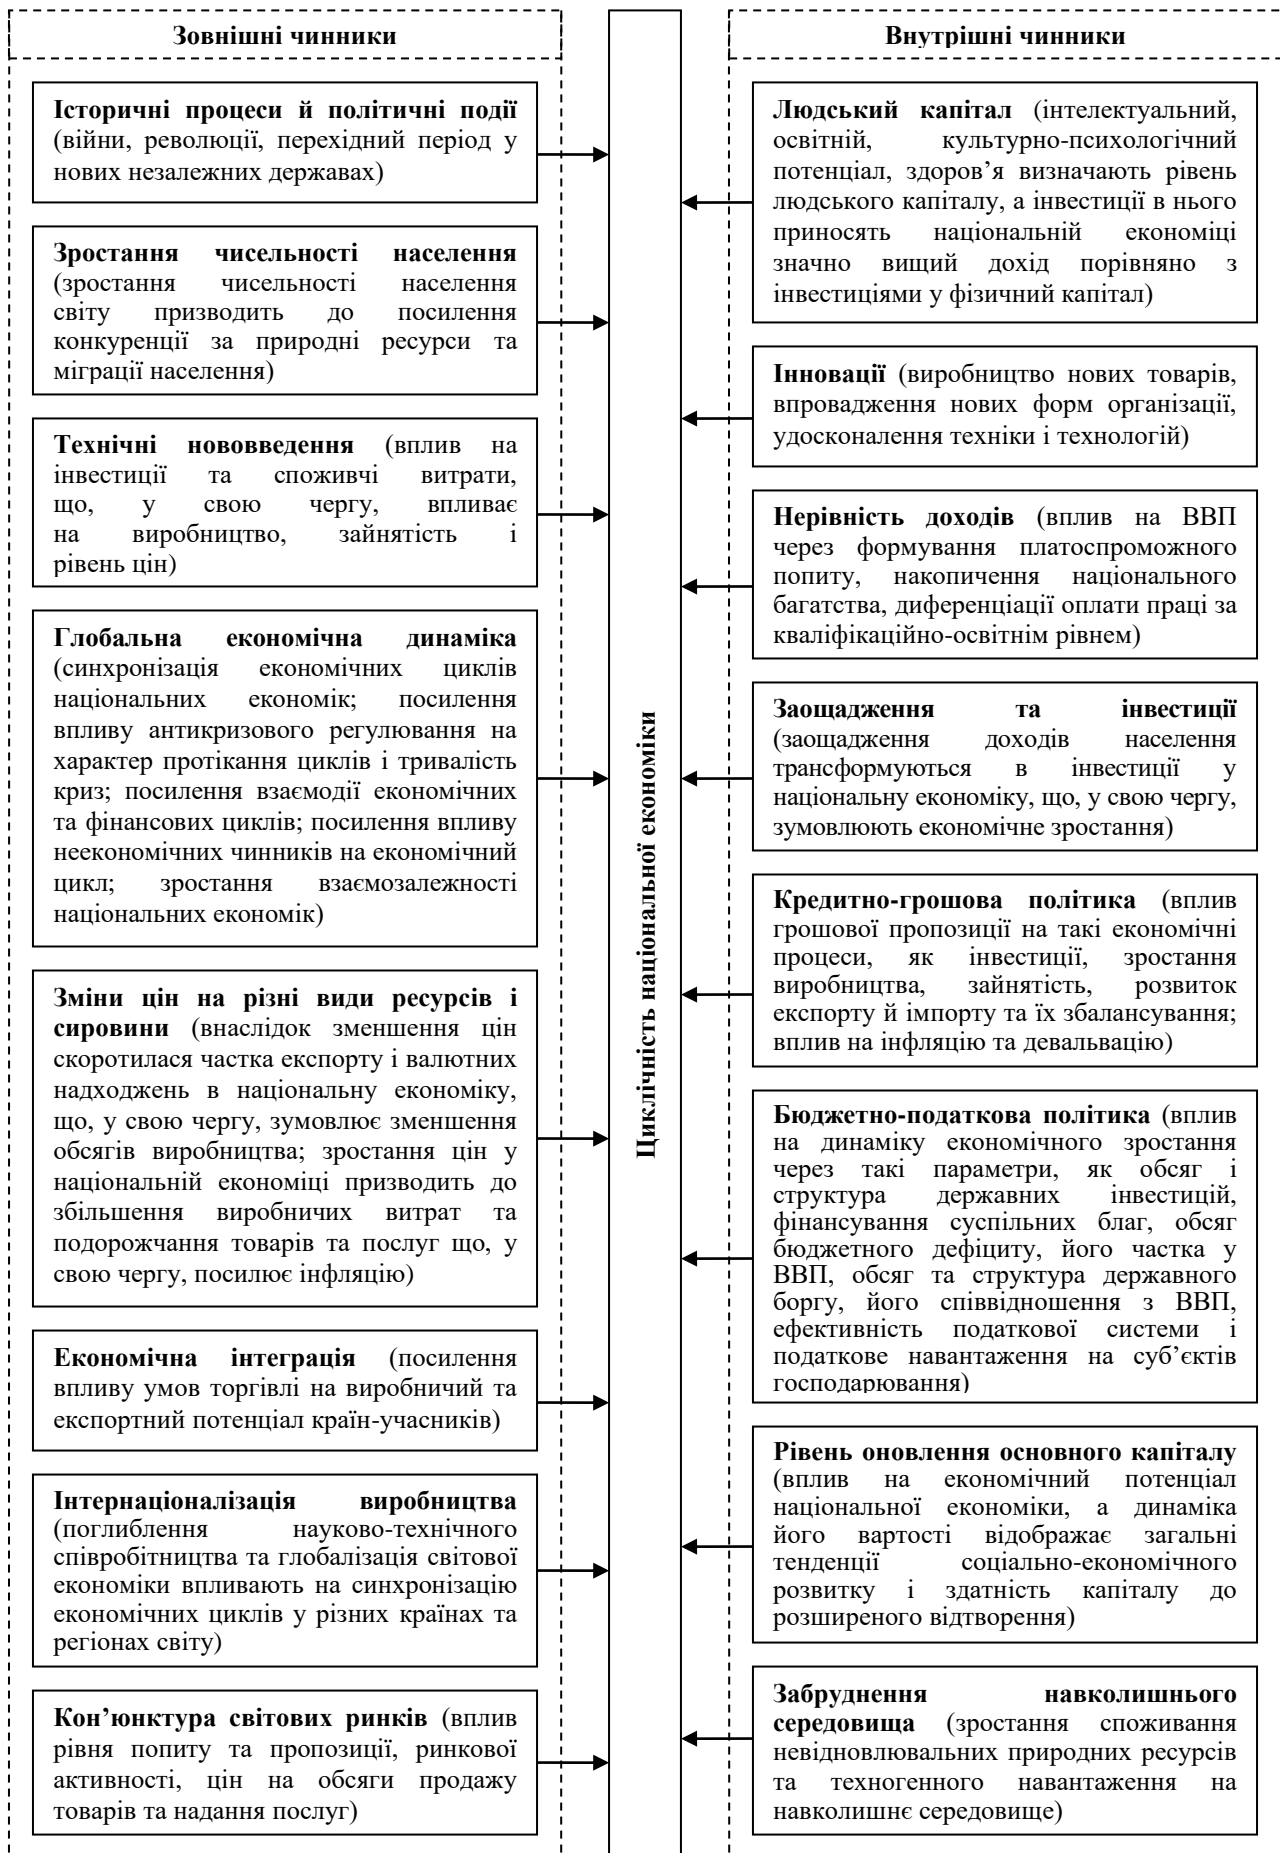 Зовнішні чинники
Історичні процеси й політичні події
(війни, революції, перехідний період у
нових незалежних державах)
Зростання чисельності населення
(зростання чисельності населення
світу призводить до посилення
конкуренції за природні ресурси та
міграції населення)
Технічні нововведення (вплив на
інвестиції та споживчі витрати,
що, у свою чергу, впливає
на виробництво, зайнятість і
рівень цін)
Глобальна економічна динаміка
(синхронізація економічних циклів
національних економік; посилення
впливу антикризового регулювання на
характер протікання циклів і тривалість
криз; посилення взаємодії економічних
та фінансових циклів; посилення впливу
неекономічних чинників на економічний
цикл; зростання взаємозалежності
національних економік)
Зміни цін на різні види ресурсів і
сировини (внаслідок зменшення цін
скоротилася частка експорту і валютних
надходжень в національну економіку,
що, у свою чергу, зумовлює зменшення
обсягів виробництва; зростання цін у
національній економіці призводить до
збільшення виробничих витрат та
подорожчання товарів та послуг що, у
свою чергу, посилює інфляцію)
Економічна інтеграція (посилення
впливу умов торгівлі на виробничий та
експортний потенціал країн-учасників)
Інтернаціоналізація виробництва
(поглиблення науково-технічного
співробітництва та глобалізація світової
економіки впливають на синхронізацію
економічних циклів у різних країнах та
регіонах світу)
Кон’юнктура світових ринків (вплив
рівня попиту та пропозиції, ринкової
активності, цін на обсяги продажу
товарів та надання послуг)
Циклічність національної економіки
Внутрішні чинники
Людський капітал (інтелектуальний,
освітній, культурно-психологічний
потенціал, здоров’я визначають рівень
людського капіталу, а інвестиції в нього
приносять національній економіці
значно вищий дохід порівняно з
інвестиціями у фізичний капітал)
Інновації (виробництво нових товарів,
впровадження нових форм організації,
удосконалення техніки і технологій)
Нерівність доходів (вплив на ВВП
через формування платоспроможного
попиту, накопичення національного
багатства, диференціації оплати праці за
кваліфікаційно-освітнім рівнем)
Заощадження та інвестиції
(заощадження доходів населення
трансформуються в інвестиції у
національну економіку, що, у свою чергу,
зумовлюють економічне зростання)
Кредитно-грошова політика (вплив
грошової пропозиції на такі економічні
процеси, як інвестиції, зростання
виробництва, зайнятість, розвиток
експорту й імпорту та їх збалансування;
вплив на інфляцію та девальвацію)
Бюджетно-податкова політика (вплив
на динаміку економічного зростання
через такі параметри, як обсяг і
структура державних інвестицій,
фінансування суспільних благ, обсяг
бюджетного дефіциту, його частка у
ВВП, обсяг та структура державного
боргу, його співвідношення з ВВП,
ефективність податкової системи і
податкове навантаження на суб’єктів
господарювання)
Рівень оновлення основного капіталу
(вплив на економічний потенціал
національної економіки, а динаміка
його вартості відображає загальні
тенденції соціально-економічного
розвитку і здатність капіталу до
розширеного відтворення)
Забруднення навколишнього
середовища (зростання споживання
невідновлювальних природних ресурсів
та техногенного навантаження на
навколишнє середовище)